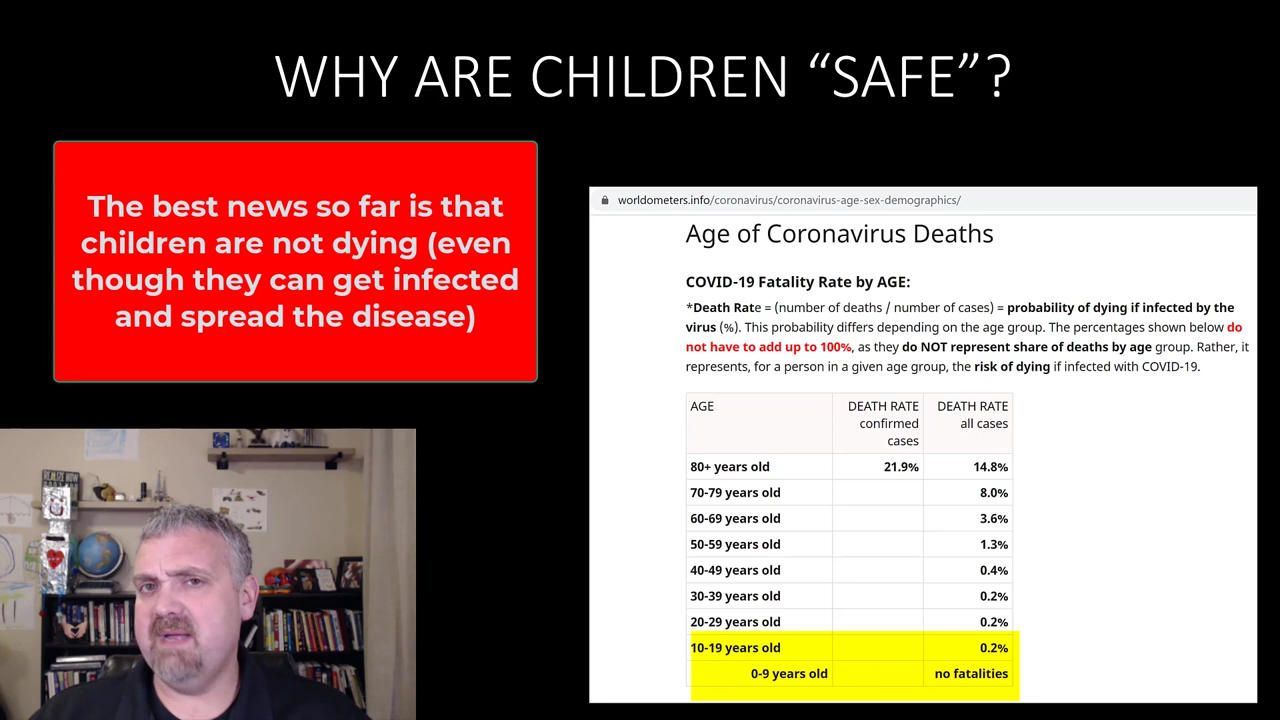 WHY ARE CHILDREN “SAFE”?
The best news so far is that
children are not dying (even
though they can get infected
and spread the disease)
worldometers.info/coronavirus/coronavirus-age-sex-demographics/
Age of Coronavirus Deaths
COVID-19 Fatality Rate by AGE:
*Death Rate = (number of deaths / number of cases) = probability of dying if infected by the
virus (%). This probability differs depending on the age group. The percentages shown below do
not have to add up to 100%, as they do NOT represent share of deaths by age group. Rather, it
represents, for a person in a given age group, the risk of dying if infected with COVID-19.
AGE DEATH RATE DEATH RATE
confirmed all cases
cases
80+ years old 21.9% 14.8%
70-79 years old 8.0%
60-69 years old 3.6%
50-59 years old 1.3%
40-49 years old 0.4%
30-39 years old 0.2%
20-29 years old 0.2%
10-19 years old 0.2%
0-9 years old no fatalities